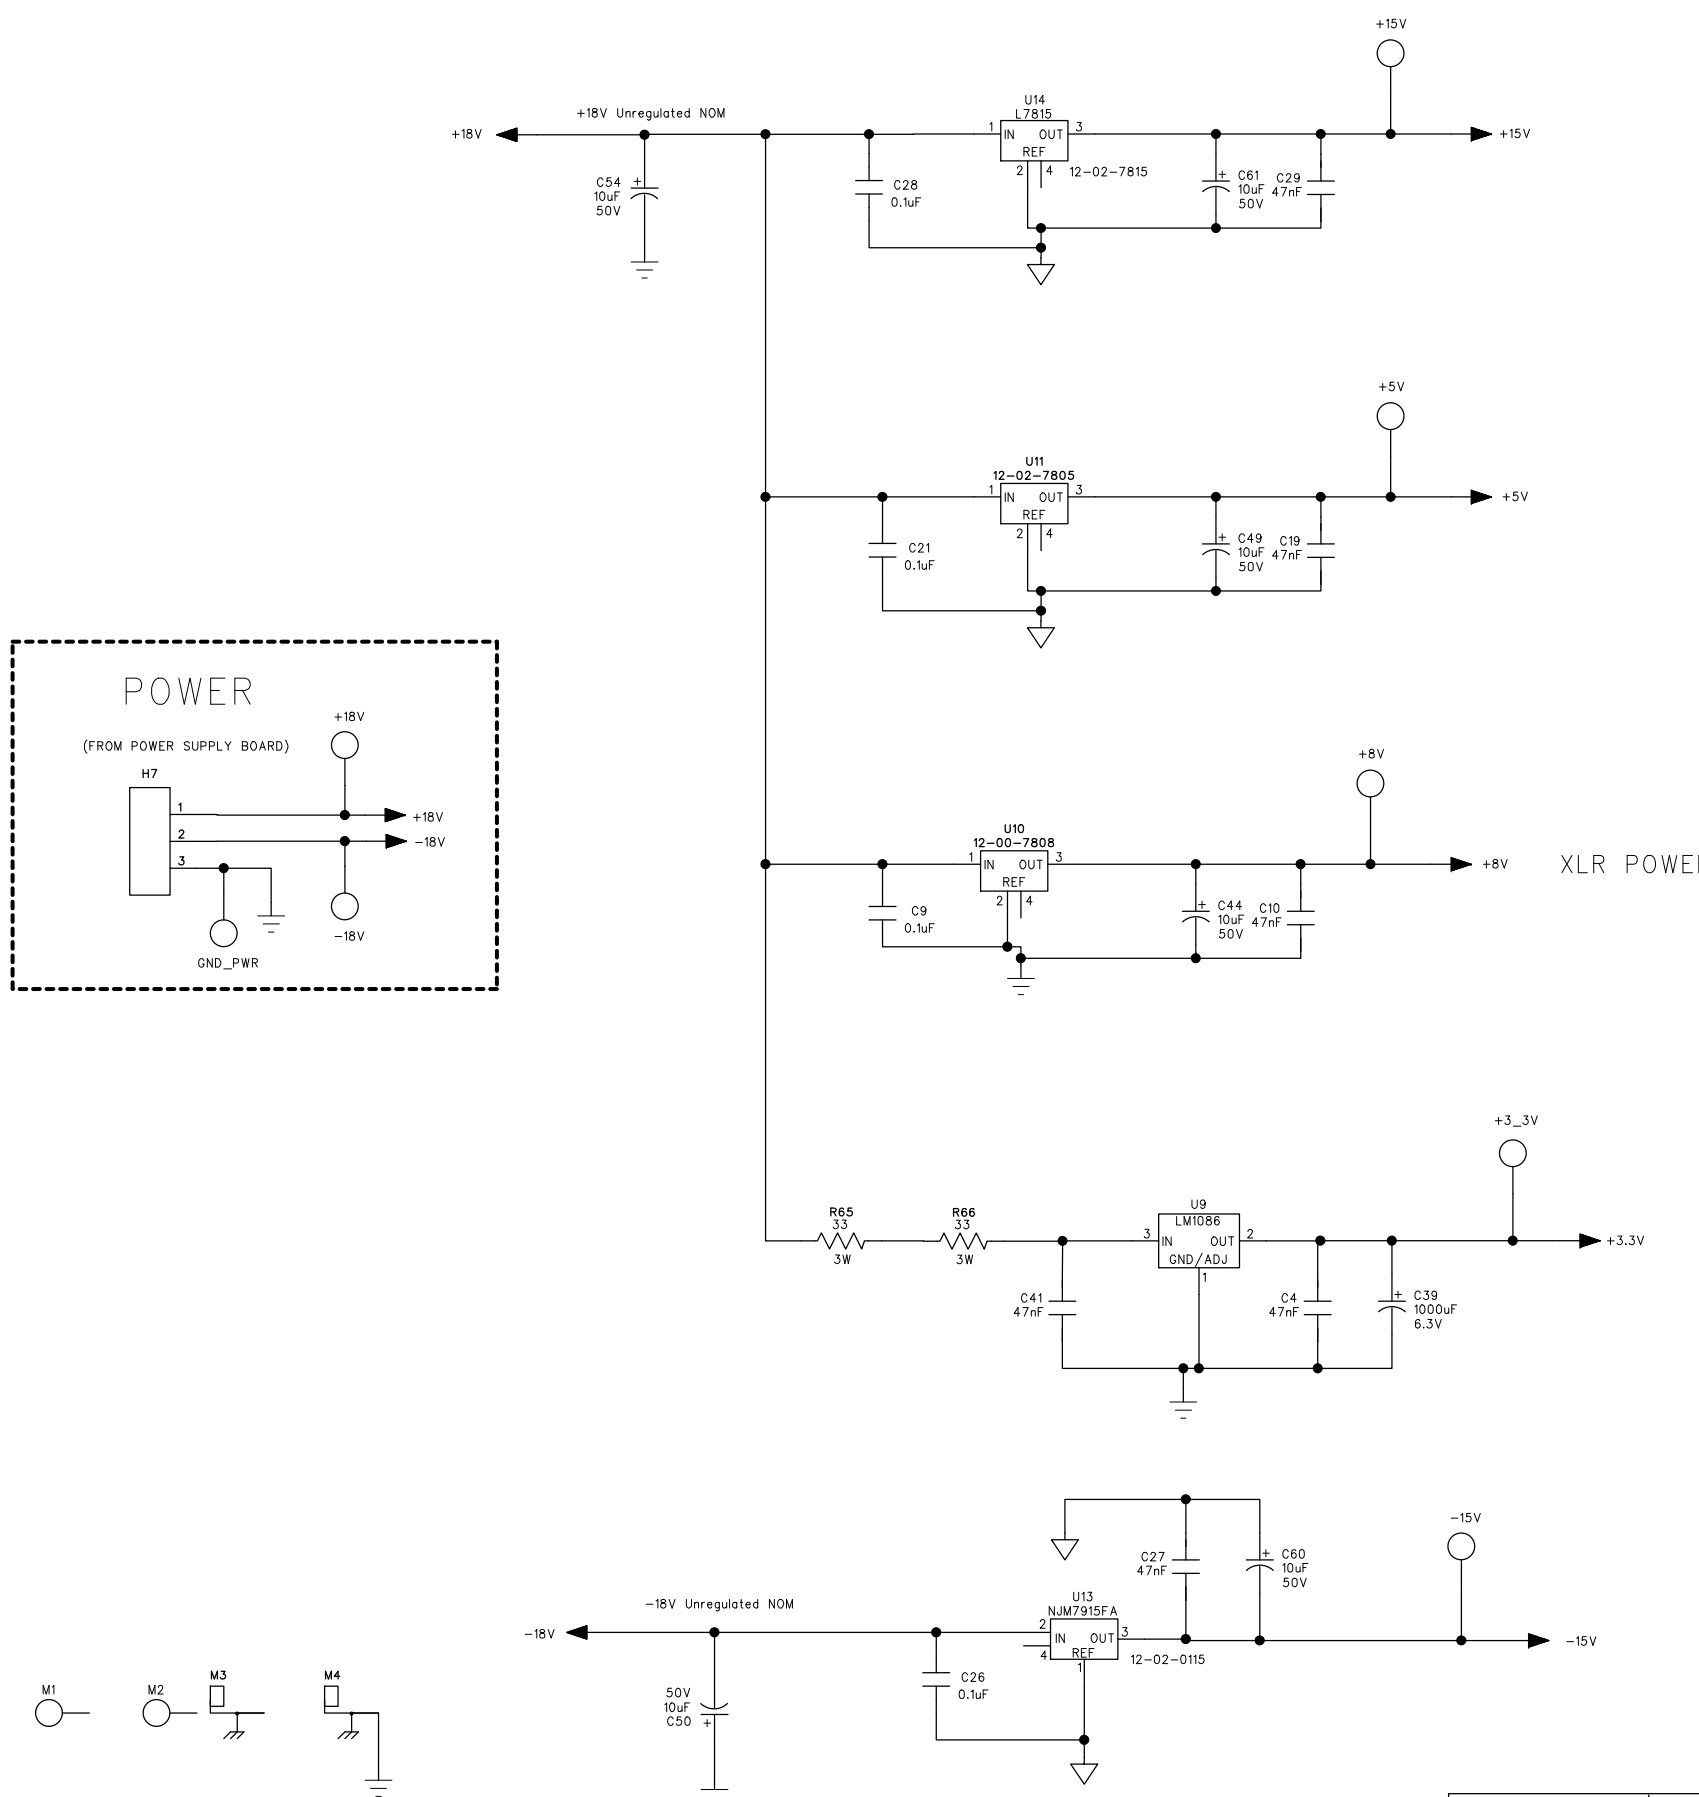 +15V
+18V Unregulated NOM
+18V
U14
L7815
1 IN OUT 3
REF
2 4
12-02-7815
+15V
C54
10uF
50V
+
C28
0.1uF
+ C61
10uF
50V
C29
47nF
+5V
U11
12-02-7805
1 IN OUT 3
REF
2 4
+5V
C21
0.1uF
+ C49
10uF
50V
C19
47nF
POWER
(FROM POWER SUPPLY BOARD)
+18V
H7
1
+18V
2
-18V
3
-18V
GND_PWR
+8V
U10
12-00-7808
1 IN OUT 3
REF
2 4
+8V
XLR POWE
C9
0.1uF
+ C44
10uF
50V
C10
47nF
+3_3V
R65
33
3W
R66
33
3W
U9
LM1086
3 IN OUT 2
GND/ADJ
1
+3.3V
C41
47nF
C4
47nF
+ C39
1000uF
6.3V
-15V
C27
47nF
+ C60
10uF
50V
-18V Unregulated NOM
-18V
U13
NJM7915FA
2 IN OUT 3
4 REF
1
12-02-0115
-15V
50V
10uF
C50 +
C26
0.1uF
M1
M2
M3
M4